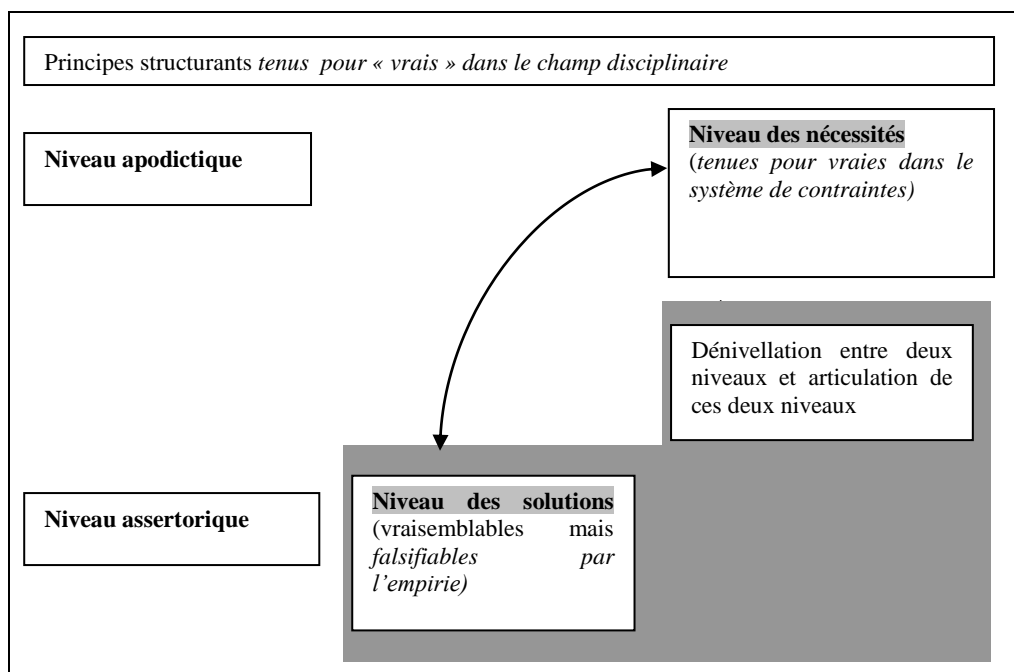 Principes structurants tenus pour « vrais » dans le champ disciplinaire
Niveau apodictique
Niveau des nécessités
(tenues pour vraies dans le
système de contraintes)
Dénivellation entre deux
niveaux et articulation de
ces deux niveaux
Niveau assertorique
Niveau des solutions
(vraisemblables mais
falsifiables par
l’empirie)